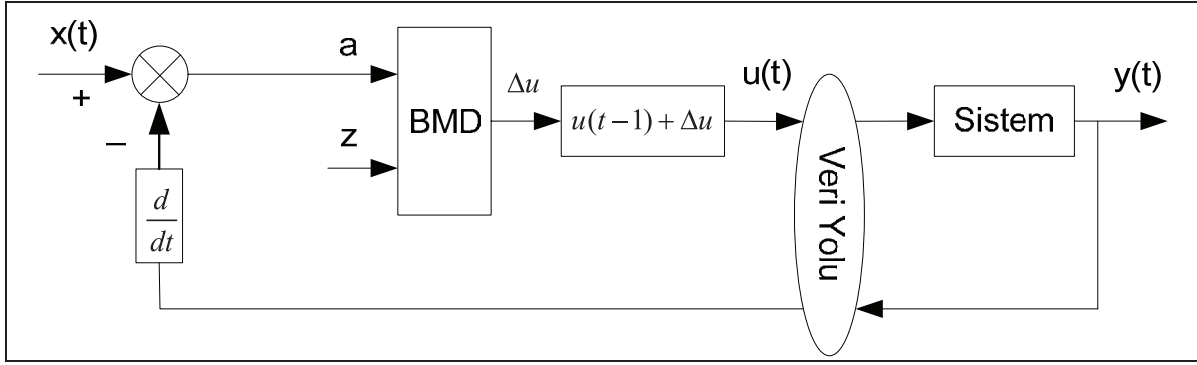 x(t)
+
−
a
z
BMD
Δu
u(t−1)+Δu
u(t)
Veri Yolu
Sistem
y(t)
d
dt